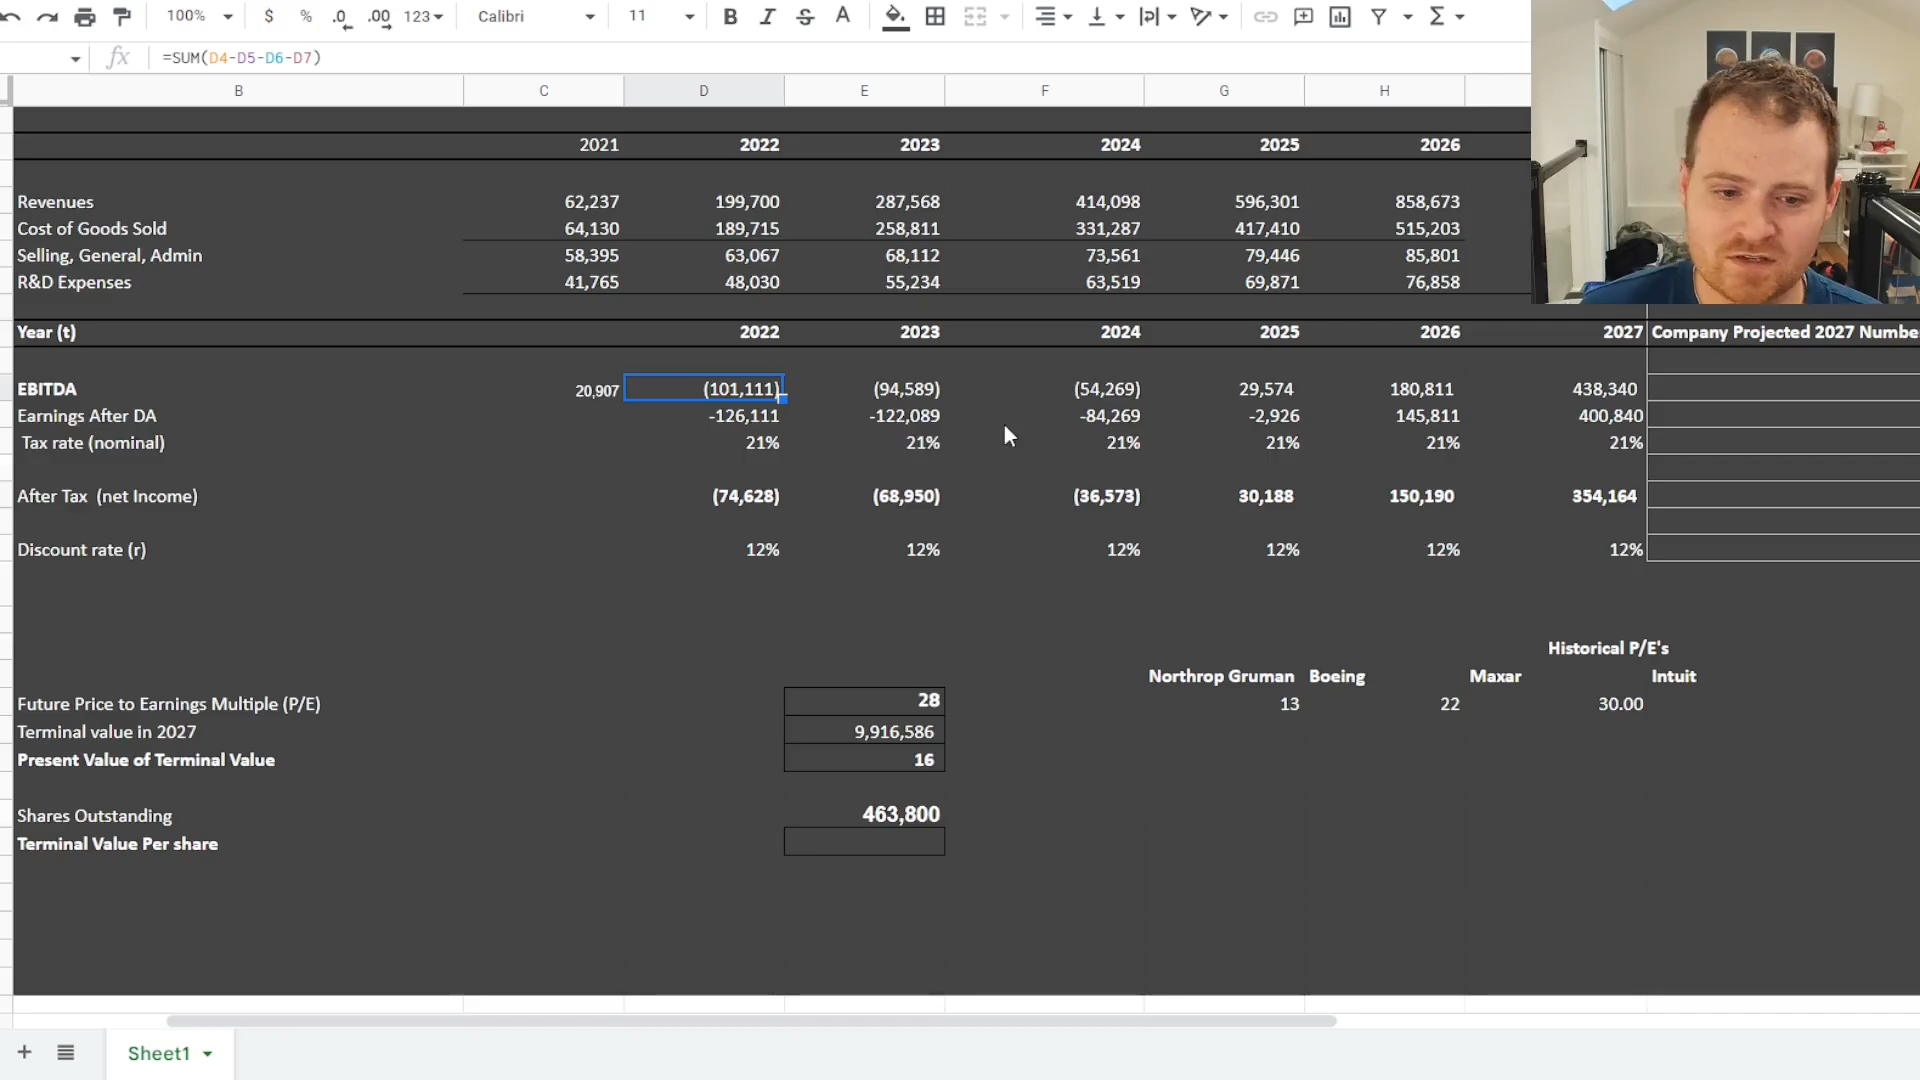 100% $ % .0 .00 123 Calibri 11 B I S A Σ
fx =SUM(D4-D5-D6-D7)
B C D E F G H
2021 2022 2023 2024 2025 2026
Revenues 62,237 199,700 287,568 414,098 596,301 858,673
Cost of Goods Sold 64,130 189,715 258,811 331,287 417,410 515,203
Selling, General, Admin 58,395 63,067 68,112 73,561 79,446 85,801
R&D Expenses 41,765 48,030 55,234 63,519 69,871 76,858
Year (t) 2022 2023 2024 2025 2026 2027 Company Projected 2027 Numbe
EBITDA 20,907 (101,111) (94,589) (54,269) 29,574 180,811 438,340
Earnings After DA -126,111 -122,089 -84,269 -2,926 145,811 400,840
Tax rate (nominal) 21% 21% 21% 21% 21% 21%
After Tax (net Income) (74,628) (68,950) (36,573) 30,188 150,190 354,164
Discount rate (r) 12% 12% 12% 12% 12% 12%
Historical P/E's
Northrop Gruman Boeing Maxar Intuit
Future Price to Earnings Multiple (P/E) 28 13 22 30.00
Terminal value in 2027 9,916,586
Present Value of Terminal Value 16
Shares Outstanding 463,800
Terminal Value Per share
+ Sheet1